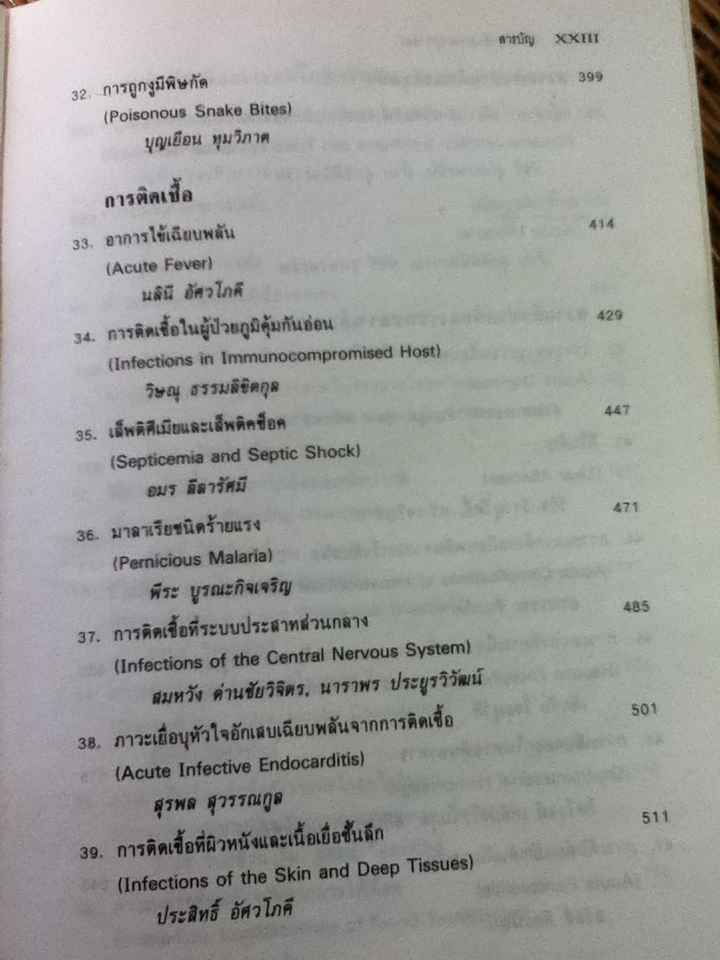 สารบัญ XXIII
32. การถูกงูมีพิษกัด 399
(Poisonous Snake Bites)
บุญเยือน ทุมวิภาต
การติดเชื้อ
33. อาการไข้เฉียบพลัน 414
(Acute Fever)
นลินี อัศวโภคี
34. การติดเชื้อในผู้ป่วยภูมิคุ้มกันอ่อน 429
(Infections in Immunocompromised Host)
วิษณุ ธรรมลิขิตกุล
35. เส็พติศีเมียและเส็พติคช็อค 447
(Septicemia and Septic Shock)
อมร ลีลารัศมี
36. มาลาเรียชนิดร้ายแรง 471
(Pernicious Malaria)
พีระ บูรณะกิจเจริญ
37. การติดเชื้อที่ระบบประสาทส่วนกลาง 485
(Infections of the Central Nervous System)
สมหวัง ด่านชัยวิจิตร, นาราพร ประยูรวิวัฒน์
38. ภาวะเยื่อบุหัวใจอักเสบเฉียบพลันจากการติดเชื้อ 501
(Acute Infective Endocarditis)
สุรพล สุวรรณกูล
39. การติดเชื้อที่ผิวหนังและเนื้อเยื่อชั้นลึก 511
(Infections of the Skin and Deep Tissues)
ประสิทธิ์ อัศวโภคี